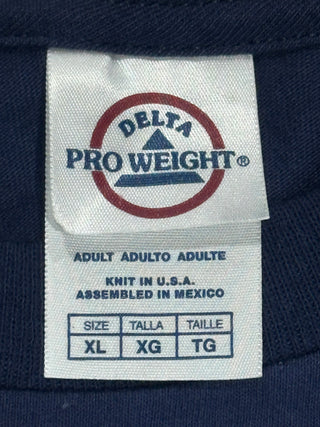 DELTA
PRO WEIGHT®
ADULT ADULTO ADULTE
KNIT IN U.S.A.
ASSEMBLED IN MEXICO
SIZE TALLA TAILLE
XL XG TG